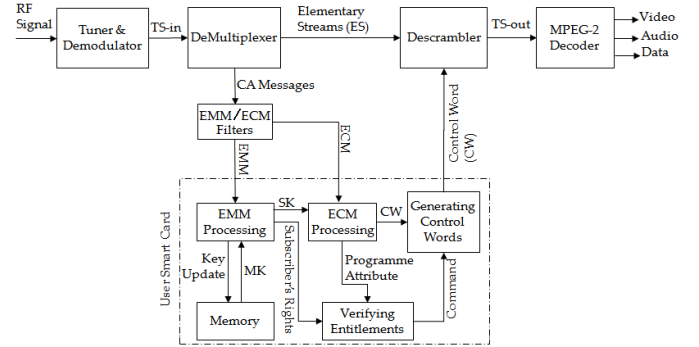 RF
Signal
Tuner &
Demodulator
TS-in
DeMultiplexer
Elementary
Streams (ES)
Descrambler
TS-out
MPEG-2
Decoder
Video
Audio
Data
CA Messages
EMM/ECM
Filters
EMM
ECM
Control Word
(CW)
User Smart Card
EMM
Processing
SK
ECM
Processing
CW
Generating
Control
Words
Key
Update
MK
Subscriber's Rights
Programme
Attribute
Command
Memory
Verifying
Entitlements